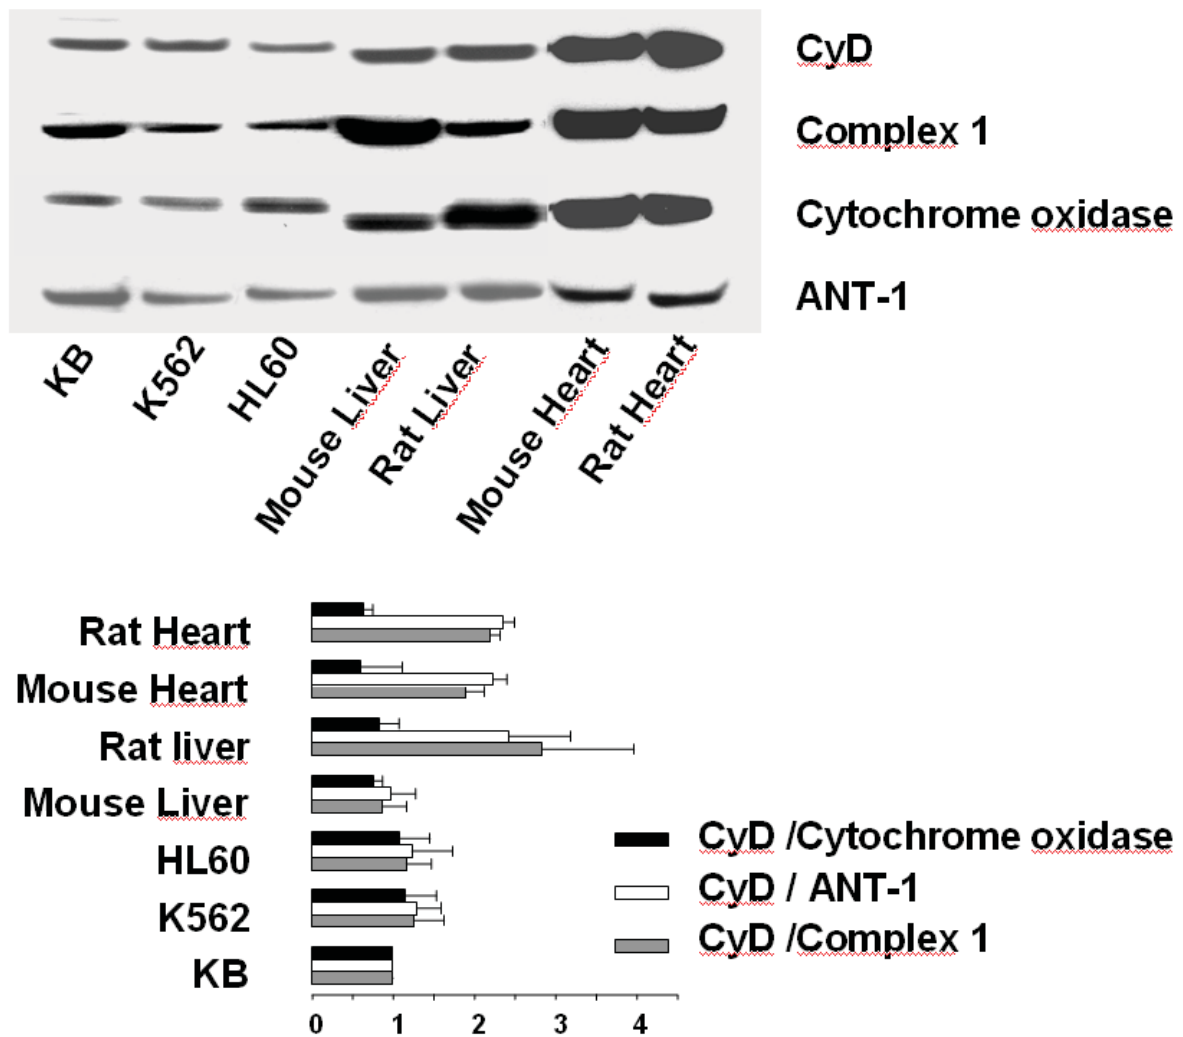 CyD
Complex 1
Cytochrome oxidase
ANT-1
KB
K562
HL60
Mouse Liver
Rat Liver
Mouse Heart
Rat Heart
Rat Heart
Mouse Heart
Rat liver
Mouse Liver
HL60
K562
KB
CyD /Cytochrome oxidase
CyD / ANT-1
CyD /Complex 1
0 1 2 3 4